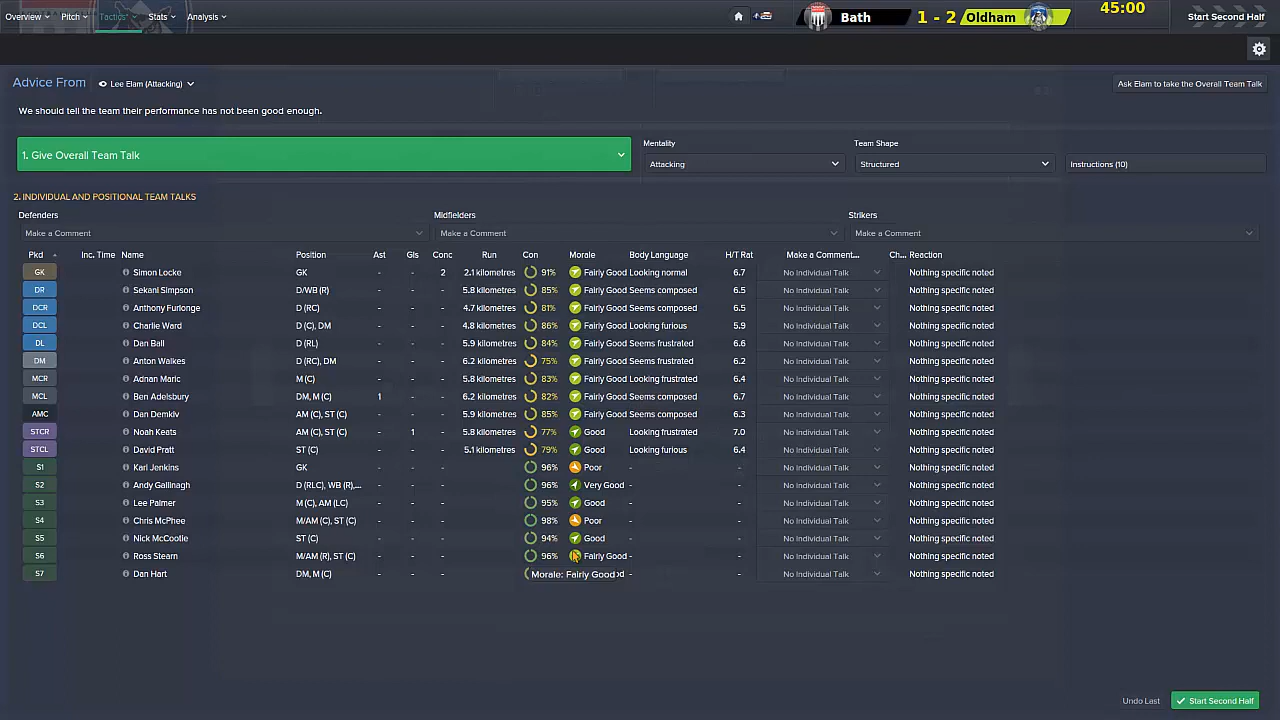 Overview Pitch Tactics Stats Analysis Bath 1 - 2 Oldham 45:00 Start Second Half
Advice From Lee Elam (Attacking) Ask Elam to take the Overall Team Talk
We should tell the team their performance has not been good enough.
Mentality Team Shape
1. Give Overall Team Talk Attacking Structured Instructions (10)
2. INDIVIDUAL AND POSITIONAL TEAM TALKS
Defenders Midfielders Strikers
Make a Comment Make a Comment Make a Comment
Pkd Inc. Time Name Position Ast Gls Conc Run Con Morale Body Language H/T Rat Make a Comment... Ch... Reaction
GK Simon Locke GK - - 2 2.1 kilometres 91% Fairly Good Looking normal 6.7 No Individual Talk Nothing specific noted
DR Sekani Simpson D/WB (R) - - - 5.8 kilometres 85% Fairly Good Seems composed 6.5 No Individual Talk Nothing specific noted
DCR Anthony Furlonge D (RC) - - - 4.7 kilometres 81% Fairly Good Seems composed 6.5 No Individual Talk Nothing specific noted
DCL Charlie Ward D (C), DM - - - 4.8 kilometres 86% Fairly Good Looking furious 5.9 No Individual Talk Nothing specific noted
DL Dan Ball D (RL) - - - 5.9 kilometres 84% Fairly Good Seems frustrated 6.6 No Individual Talk Nothing specific noted
DM Anton Walkes D (RC), DM - - - 6.2 kilometres 75% Fairly Good Seems frustrated 6.2 No Individual Talk Nothing specific noted
MCR Adnan Maric M (C) - - - 5.8 kilometres 83% Fairly Good Looking frustrated 6.4 No Individual Talk Nothing specific noted
MCL Ben Adelsbury DM, M (C) 1 - - 6.2 kilometres 82% Fairly Good Seems composed 6.7 No Individual Talk Nothing specific noted
AMC Dan Demkiv AM (C), ST (C) - - - 5.9 kilometres 85% Fairly Good Seems composed 6.3 No Individual Talk Nothing specific noted
STCR Noah Keats AM (C), ST (C) - 1 - 5.8 kilometres 77% Good Looking frustrated 7.0 No Individual Talk Nothing specific noted
STCL David Pratt ST (C) - - - 5.1 kilometres 79% Good Looking furious 6.4 No Individual Talk Nothing specific noted
S1 Karl Jenkins GK - - - 96% Poor - - No Individual Talk Nothing specific noted
S2 Andy Gallinagh D (RLC), WB (R),... - - - 96% Very Good - - No Individual Talk Nothing specific noted
S3 Lee Palmer M (C), AM (LC) - - - 95% Good - - No Individual Talk Nothing specific noted
S4 Chris McPhee M/AM (C), ST (C) - - - 98% Poor - - No Individual Talk Nothing specific noted
S5 Nick McCootie ST (C) - - - 94% Good - - No Individual Talk Nothing specific noted
S6 Ross Stearn M/AM (R), ST (C) - - - 96% Fairly Good - - No Individual Talk Nothing specific noted
S7 Dan Hart DM, M (C) - - - Morale: Fairly Good - - No Individual Talk Nothing specific noted
Undo Last Start Second Half